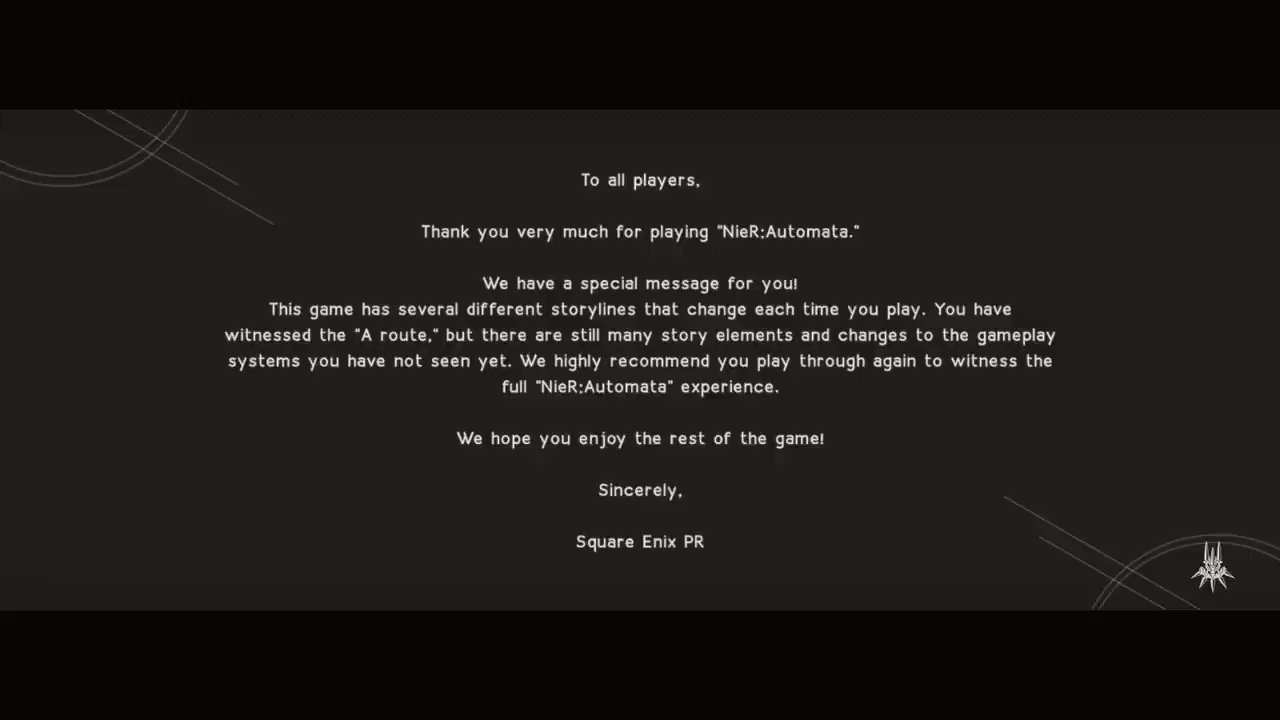 To all players,
Thank you very much for playing "NieR:Automata."
We have a special message for you!
This game has several different storylines that change each time you play. You have
witnessed the "A route," but there are still many story elements and changes to the gameplay
systems you have not seen yet. We highly recommend you play through again to witness the
full "NieR:Automata" experience.
We hope you enjoy the rest of the game!
Sincerely,
Square Enix PR